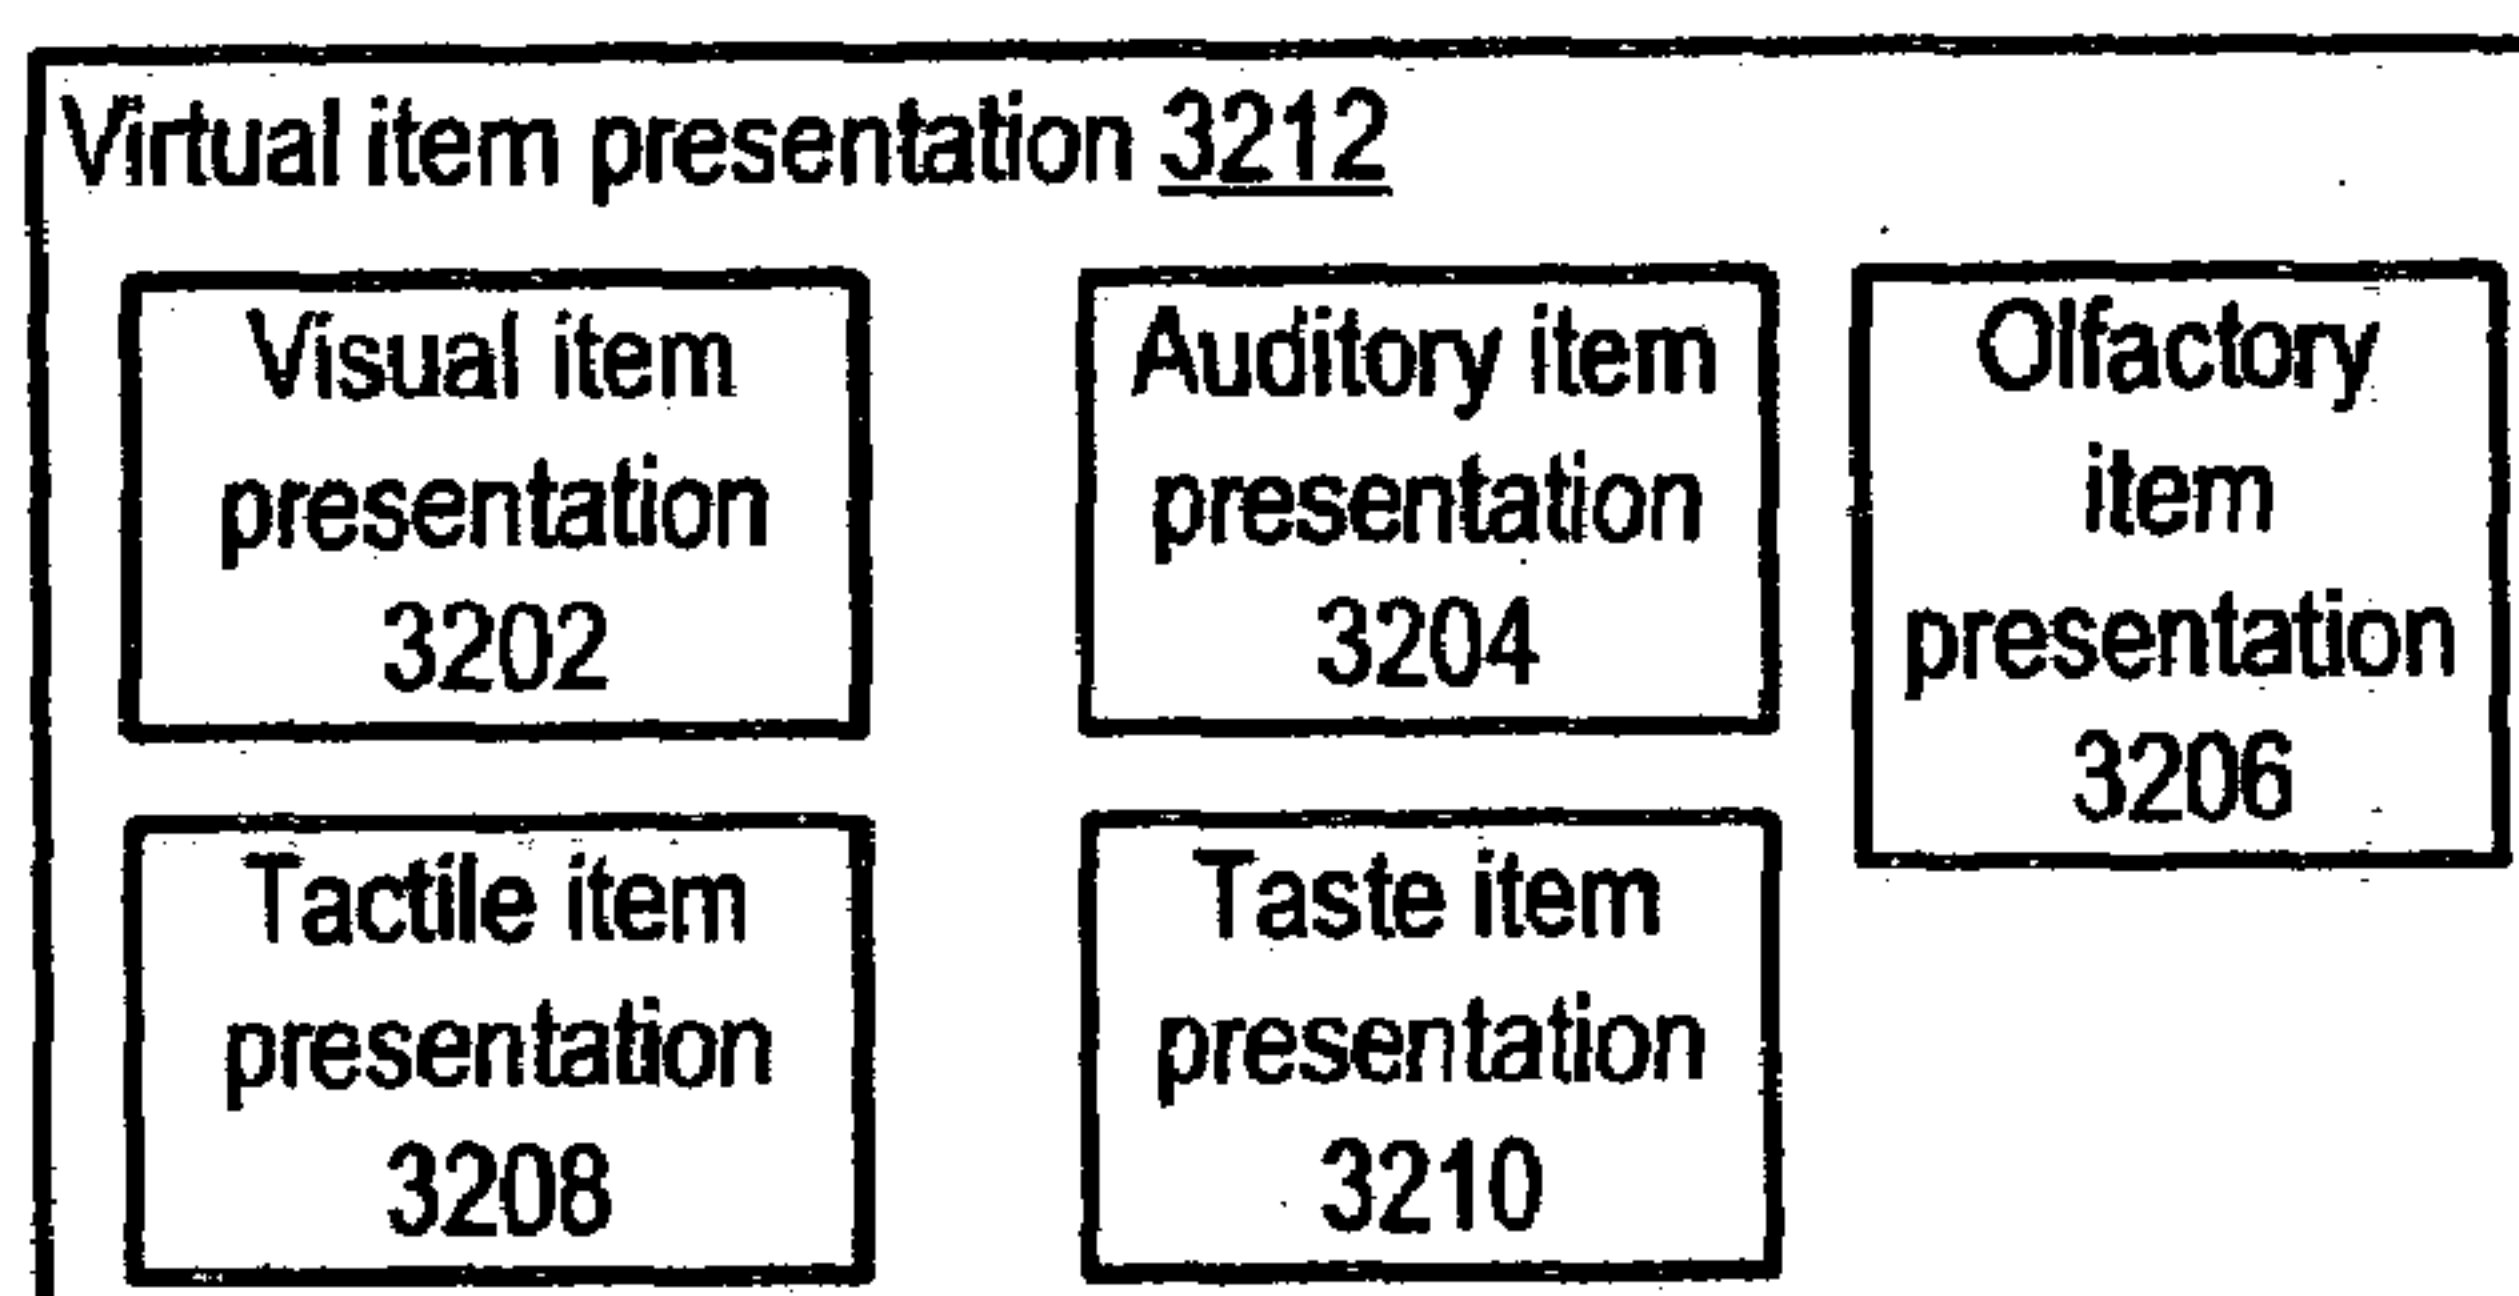 Virtual item presentation 3212
Visual item
presentation
3202
Auditory item
presentation
3204
Olfactory
item
presentation
3206
Tactile item
presentation
3208
Taste item
presentation
3210